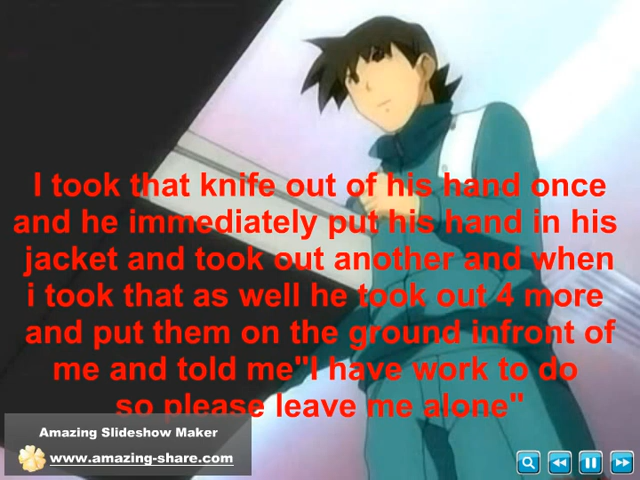 I took that knife out of his hand once
and he immediately put his hand in his
jacket and took out another and when
i took that as well he took out 4 more
and put them on the ground infront of
me and told me"I have work to do
so please leave me alone"
Amazing Slideshow Maker
www.amazing-share.com